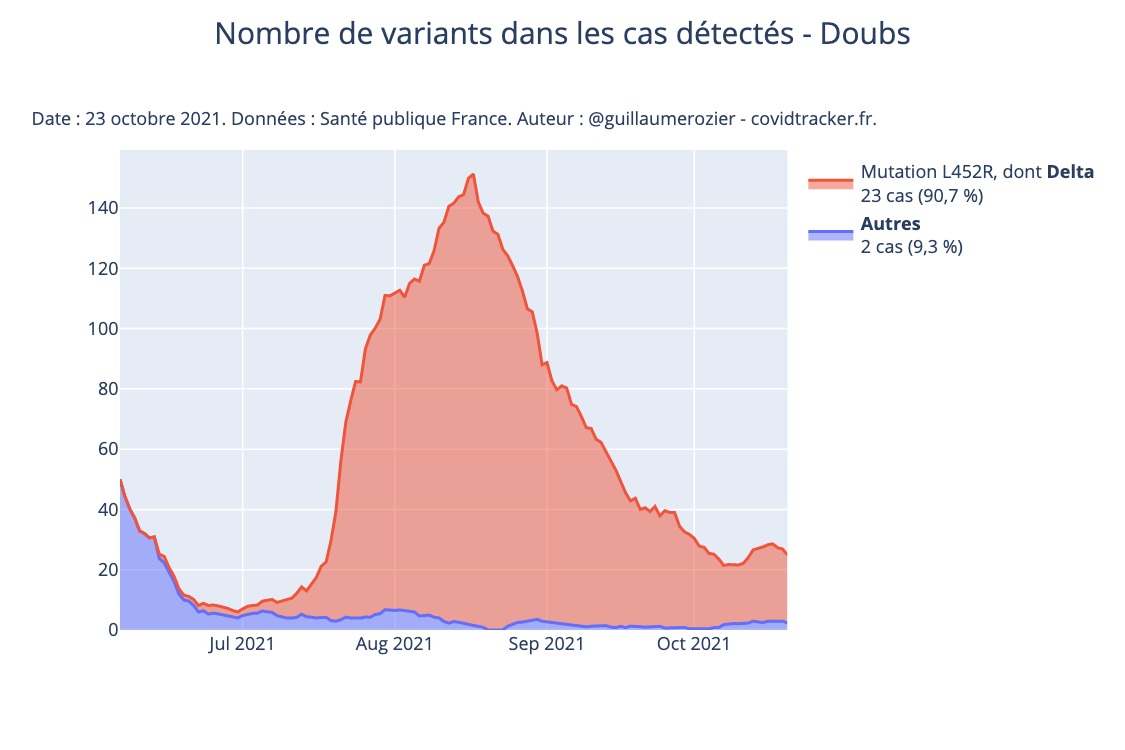 Nombre de variants dans les cas détectés - Doubs
Date : 23 octobre 2021. Données : Santé publique France. Auteur : @guillaumerozier - covidtracker.fr.
Mutation L452R, dont Delta
23 cas (90,7 %)
Autres
2 cas (9,3 %)
140
120
100
80
60
40
20
0
Jul 2021 Aug 2021 Sep 2021 Oct 2021